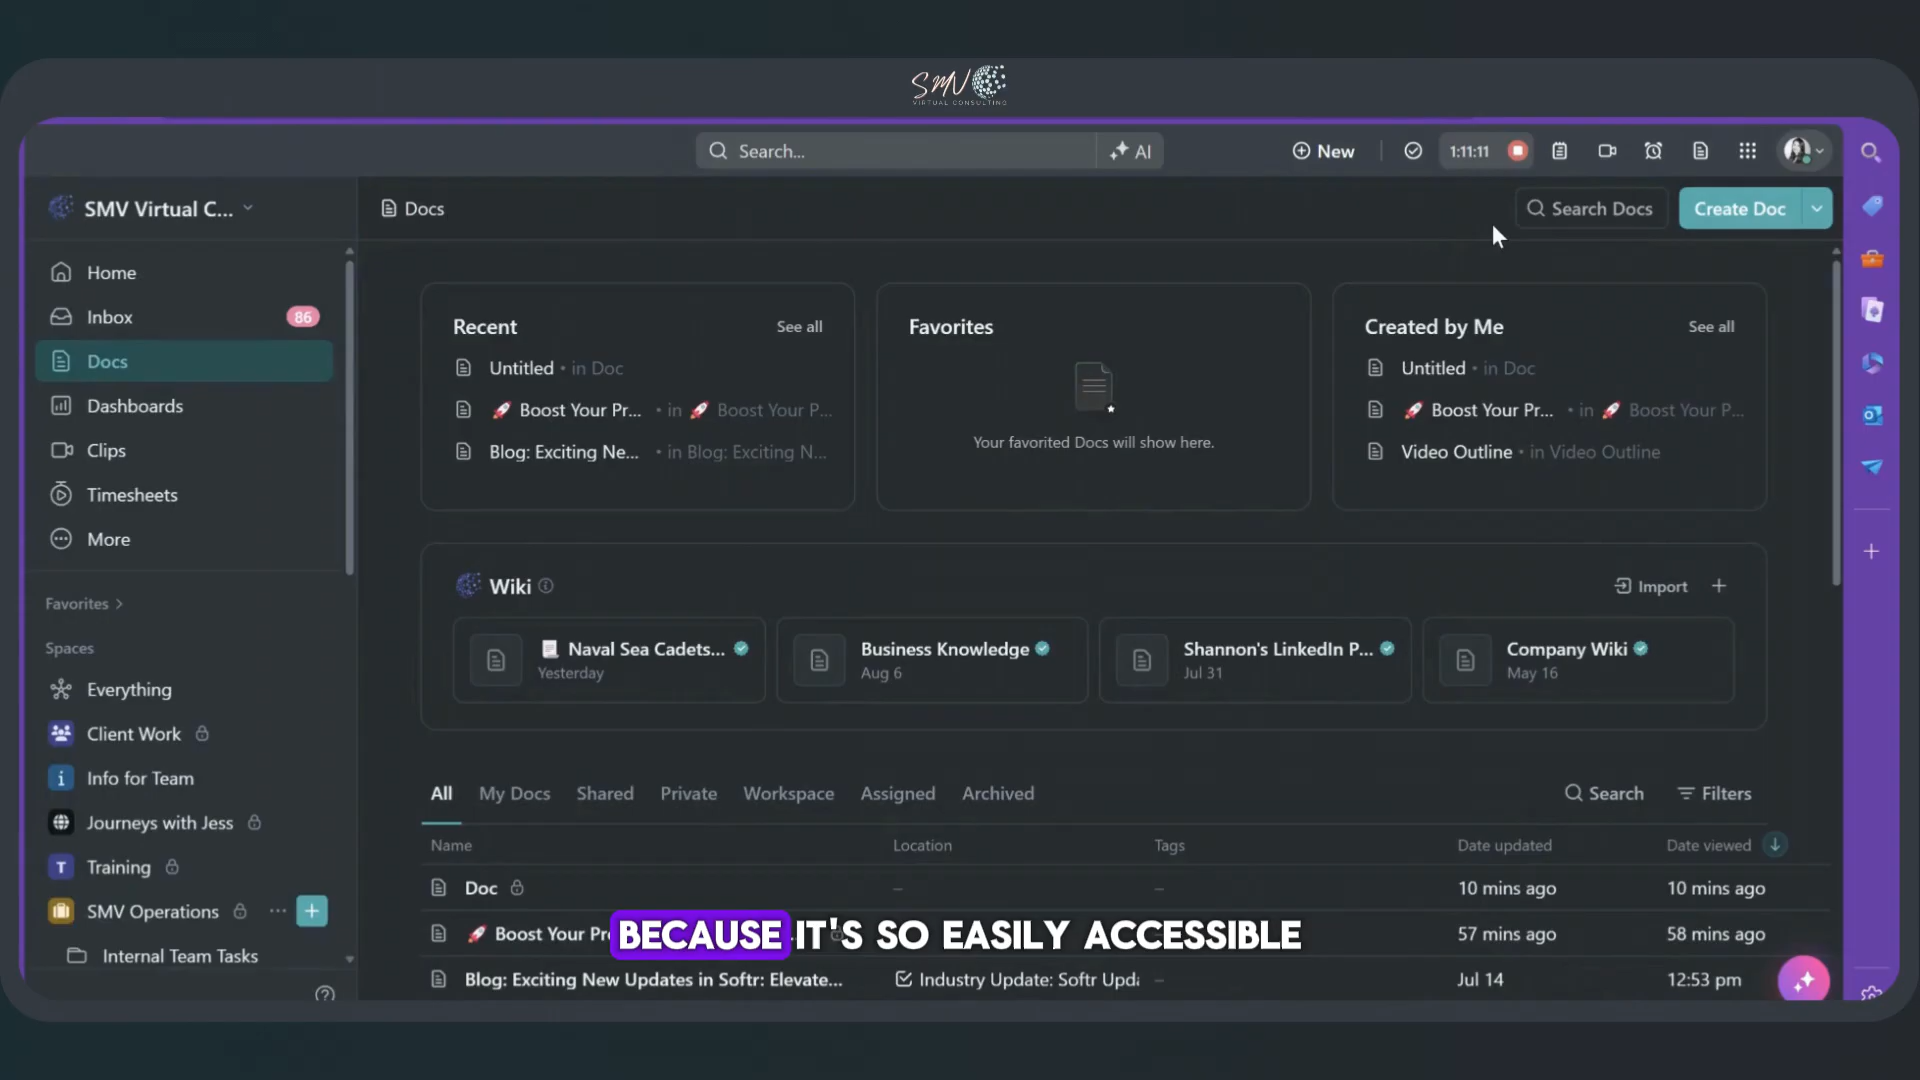 SMV
VIRTUAL CONSULTING
Search...
AI
New
1:11:11
SMV Virtual C...
Docs
Search Docs
Create Doc
Home
Inbox
86
Docs
Dashboards
Clips
Timesheets
More
Favorites
Spaces
Everything
Client Work
Info for Team
Journeys with Jess
T
Training
SMV Operations
Internal Team Tasks
Recent
See all
Untitled • in Doc
🚀 Boost Your Pr... • in 🚀 Boost Your P...
Blog: Exciting Ne... • in Blog: Exciting N...
Favorites
Your favorited Docs will show here.
Created by Me
See all
Untitled • in Doc
🚀 Boost Your Pr... • in 🚀 Boost Your P...
Video Outline • in Video Outline
Wiki
Import
Naval Sea Cadets...
Yesterday
Business Knowledge
Aug 6
Shannon's LinkedIn P...
Jul 31
Company Wiki
May 16
All My Docs Shared Private Workspace Assigned Archived
Search
Filters
Name Location Tags Date updated Date viewed
Doc – – 10 mins ago 10 mins ago
🚀 Boost Your Pr 57 mins ago 58 mins ago
BECAUSE IT'S SO EASILY ACCESSIBLE
Blog: Exciting New Updates in Softr: Elevate... Industry Update: Softr Upda – Jul 14 12:53 pm